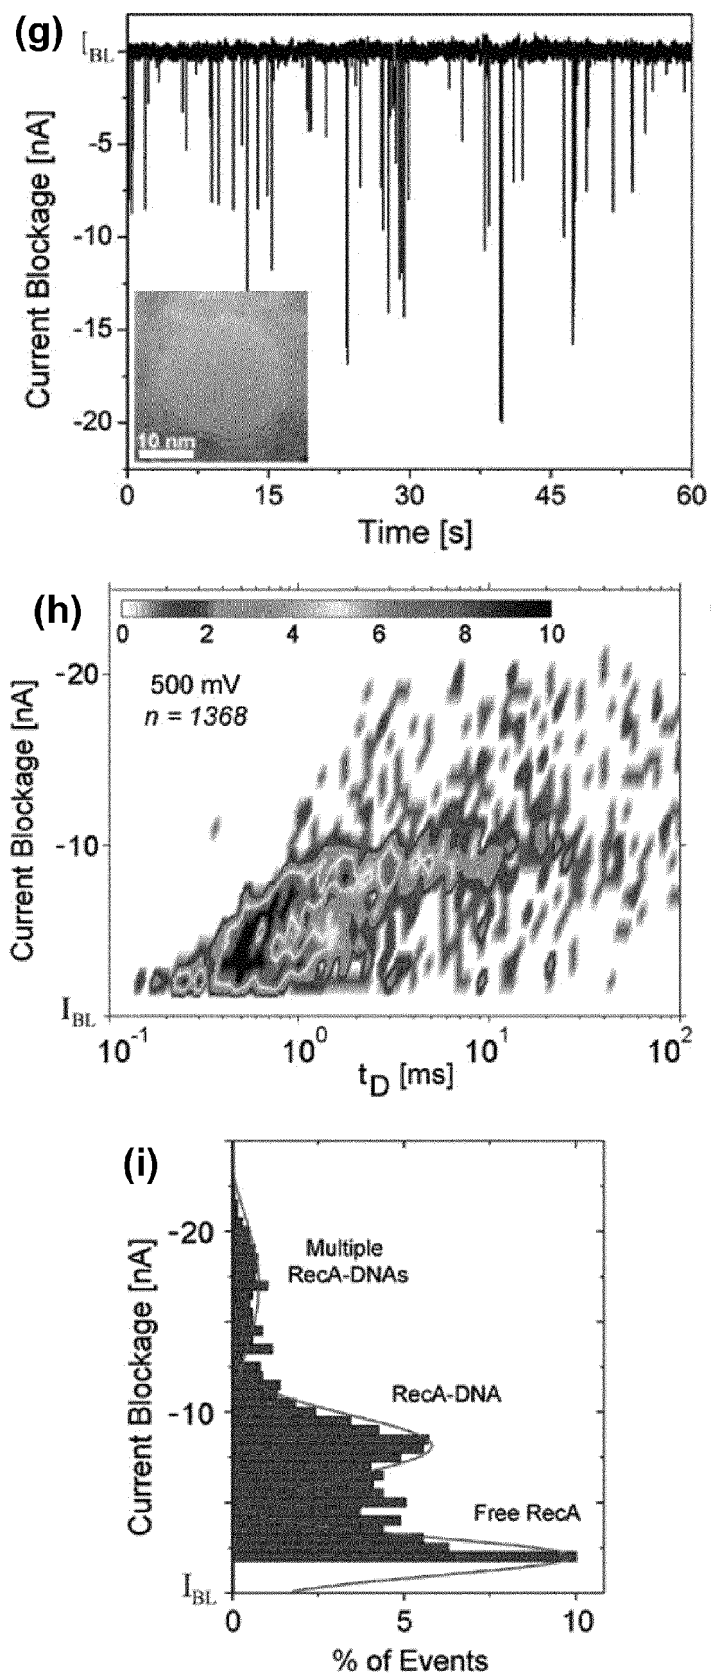 (g)
I_BL
-5
-10
-15
-20
Current Blockage [nA]
10 nm
0 15 30 45 60
Time [s]
(h)
0 2 4 6 8 10
500 mV
n = 1368
-20
-10
I_BL
Current Blockage [nA]
10^-1 10^0 10^1 10^2
t_D [ms]
(i)
-20
-10
I_BL
Current Blockage [nA]
Multiple
RecA-DNAs
RecA-DNA
Free RecA
0 5 10
% of Events